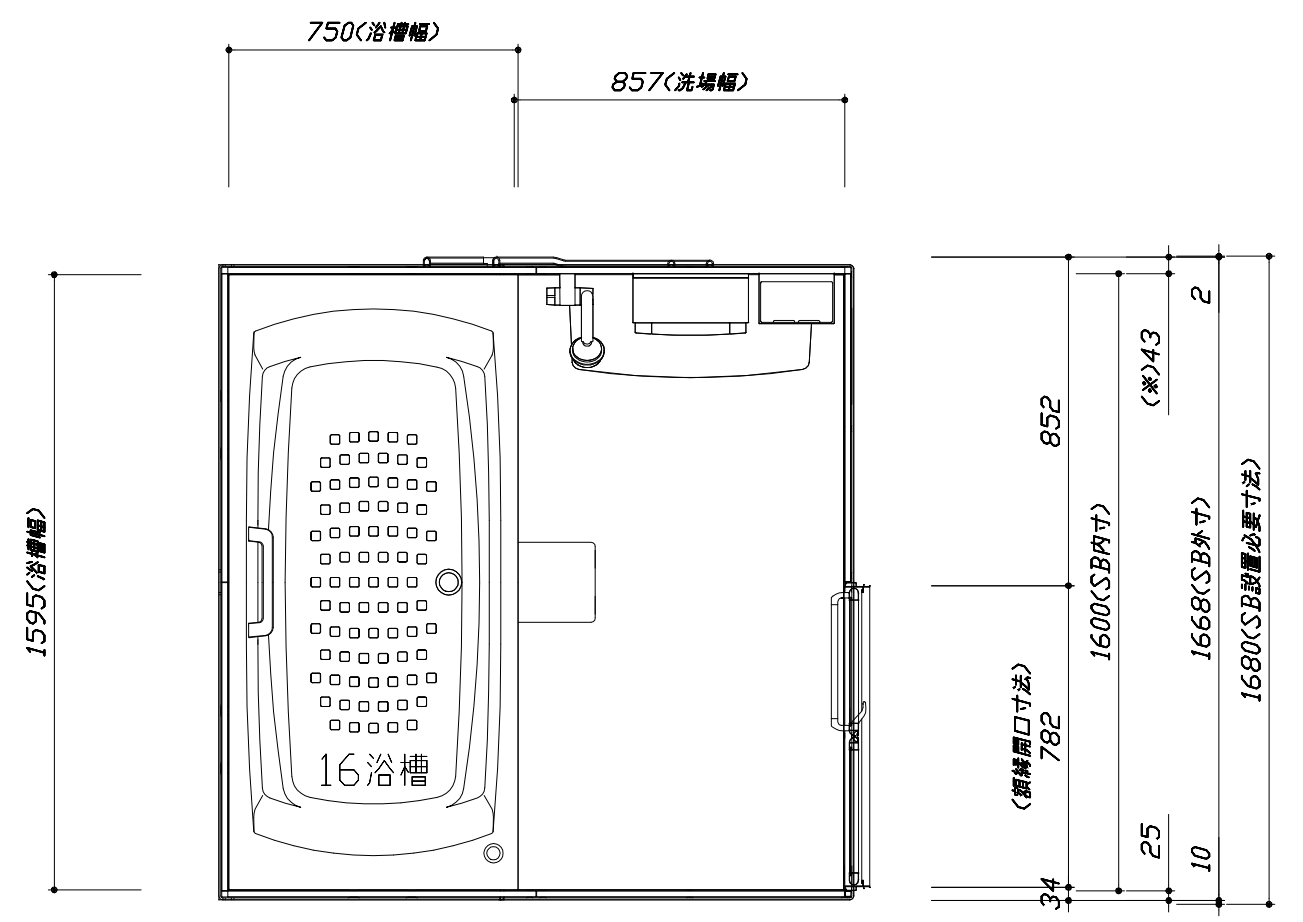 750(浴槽幅)
857(洗場幅)
1595(浴槽幅)
16浴槽
852
(額縁開口寸法)
782
34
1600(SB内寸)
(※)43
25
2
1668(SB外寸)
10
1680(SB設置必要寸法)